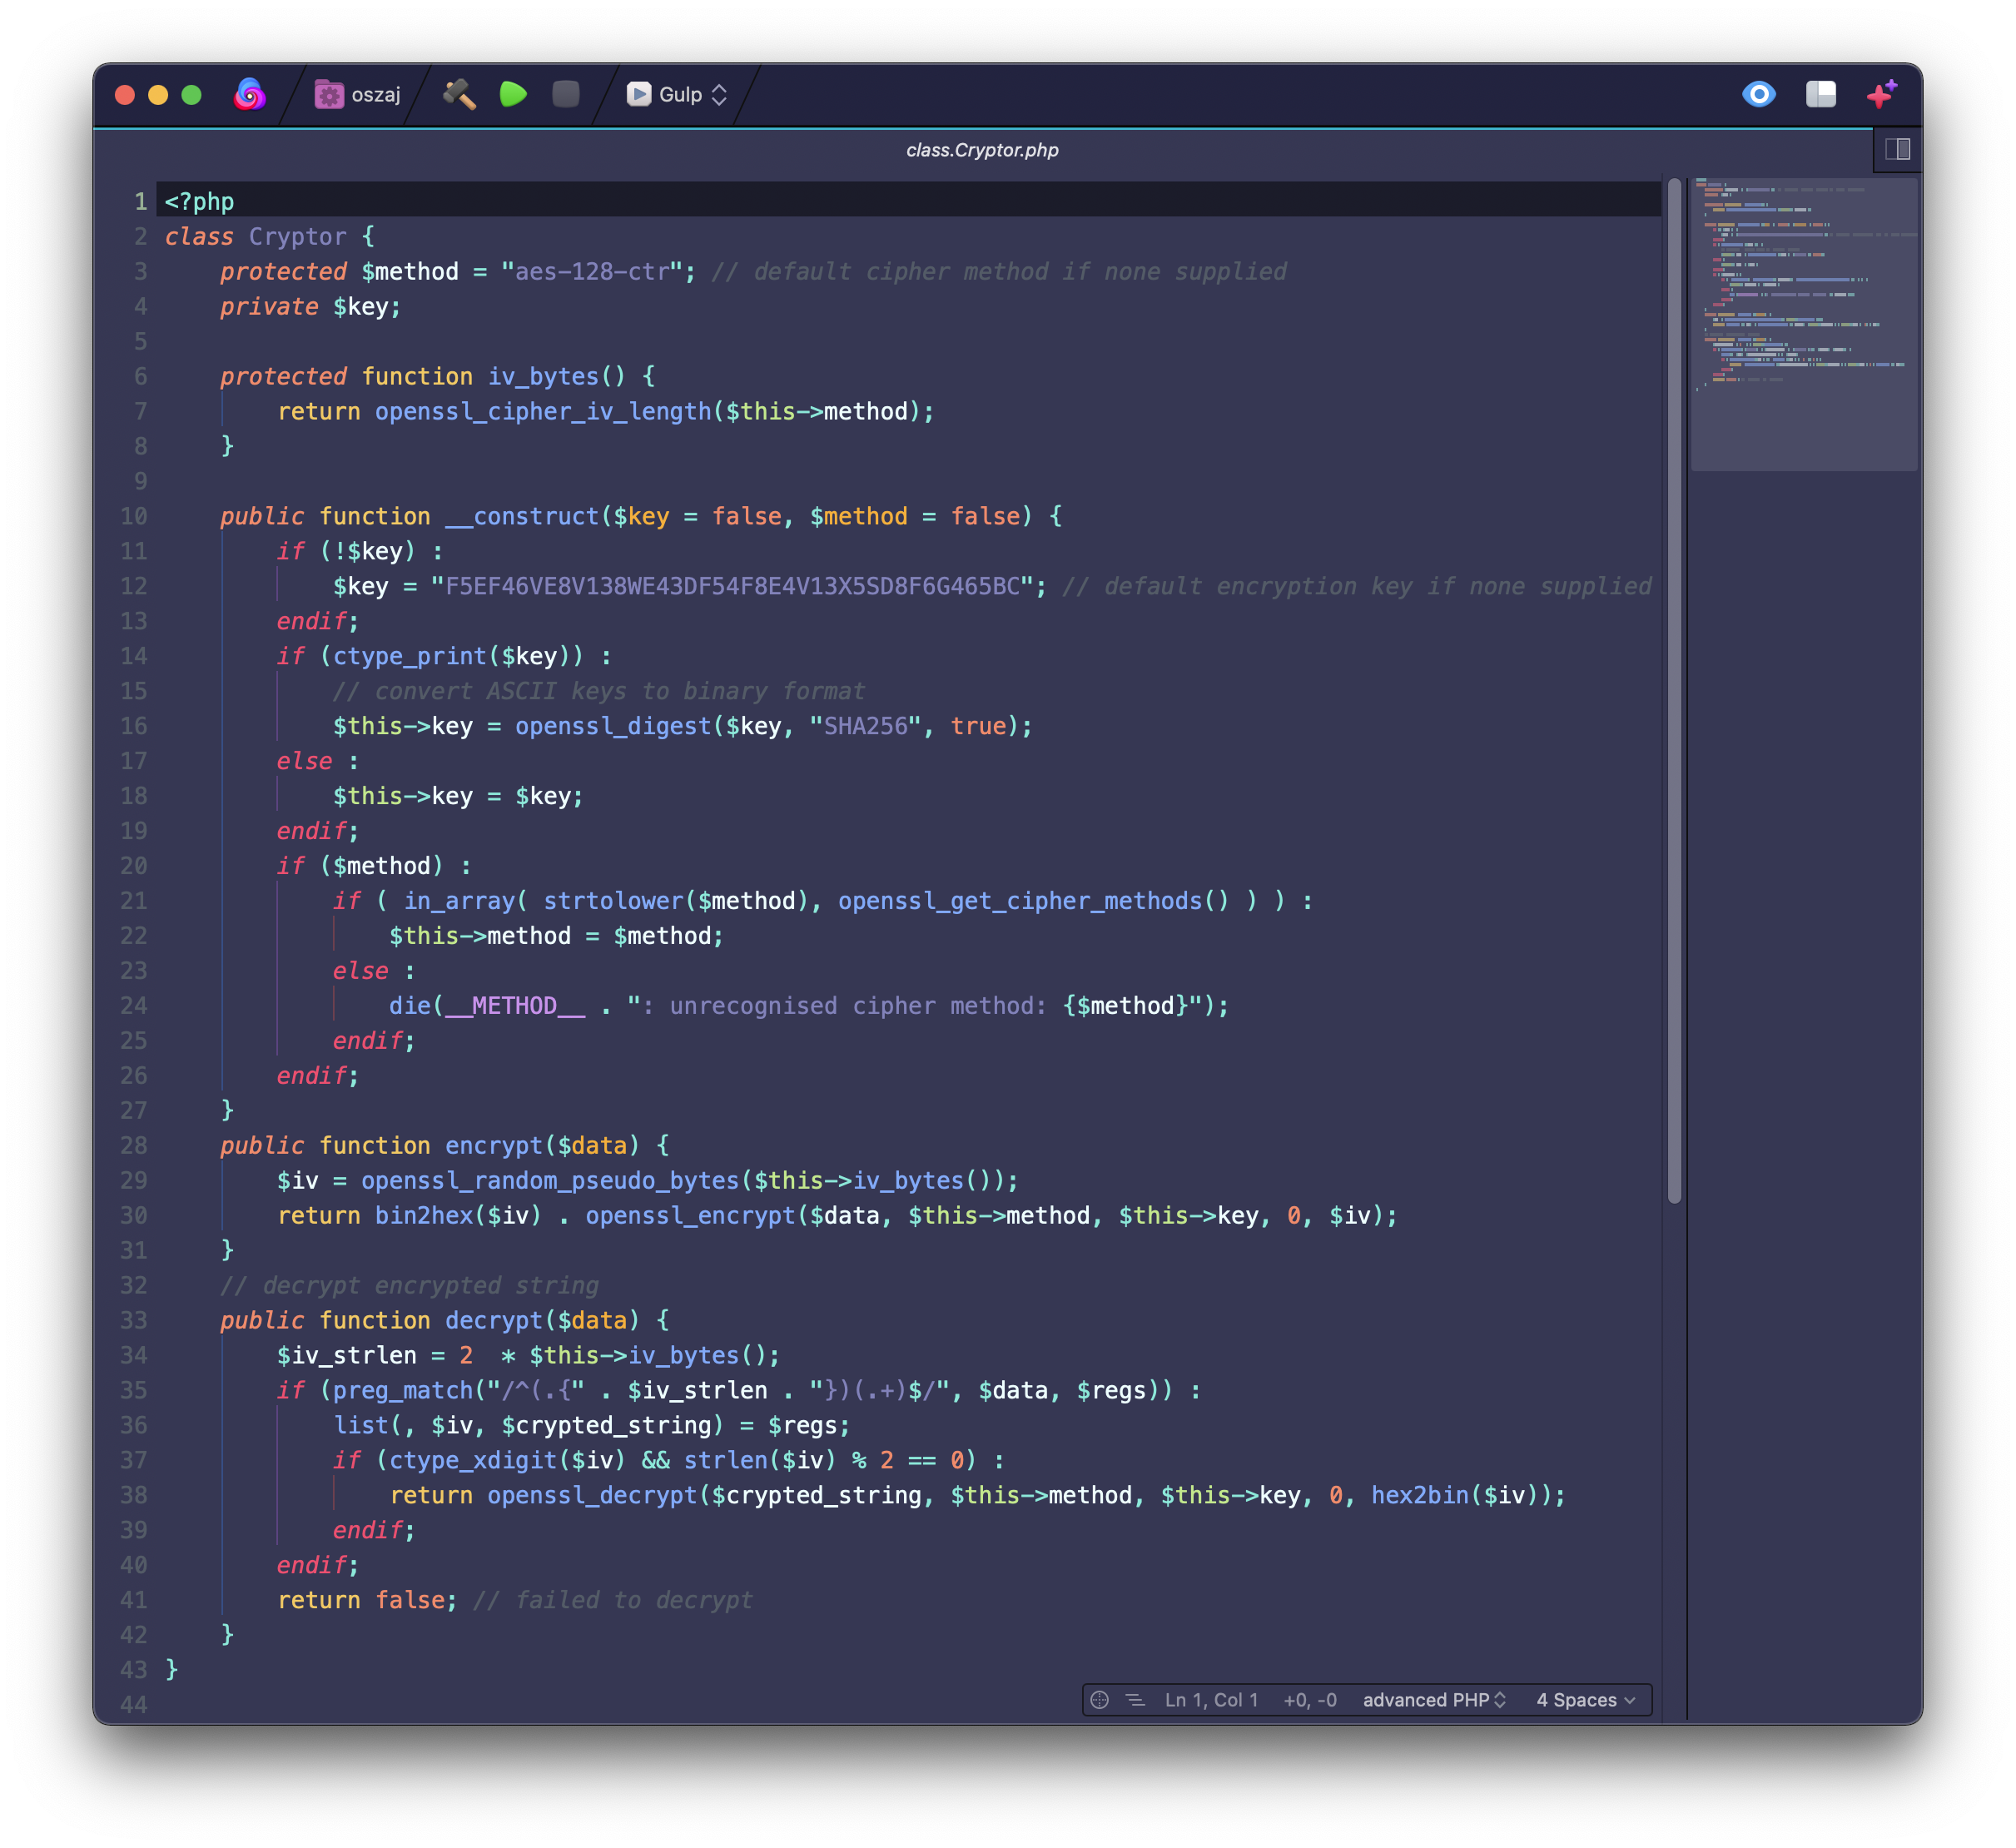 oszaj Gulp
class.Cryptor.php
1 <?php
2 class Cryptor {
3     protected $method = "aes-128-ctr"; // default cipher method if none supplied
4     private $key;
5
6     protected function iv_bytes() {
7         return openssl_cipher_iv_length($this->method);
8     }
9
10     public function __construct($key = false, $method = false) {
11         if (!$key) :
12             $key = "F5EF46VE8V138WE43DF54F8E4V13X5SD8F6G465BC"; // default encryption key if none supplied
13         endif;
14         if (ctype_print($key)) :
15             // convert ASCII keys to binary format
16             $this->key = openssl_digest($key, "SHA256", true);
17         else :
18             $this->key = $key;
19         endif;
20         if ($method) :
21             if ( in_array( strtolower($method), openssl_get_cipher_methods() ) ) :
22                 $this->method = $method;
23             else :
24                 die(__METHOD__ . ": unrecognised cipher method: {$method}");
25             endif;
26         endif;
27     }
28     public function encrypt($data) {
29         $iv = openssl_random_pseudo_bytes($this->iv_bytes());
30         return bin2hex($iv) . openssl_encrypt($data, $this->method, $this->key, 0, $iv);
31     }
32     // decrypt encrypted string
33     public function decrypt($data) {
34         $iv_strlen = 2  * $this->iv_bytes();
35         if (preg_match("/^(.{" . $iv_strlen . "})(.+)$/", $data, $regs)) :
36             list(, $iv, $crypted_string) = $regs;
37             if (ctype_xdigit($iv) && strlen($iv) % 2 == 0) :
38                 return openssl_decrypt($crypted_string, $this->method, $this->key, 0, hex2bin($iv));
39             endif;
40         endif;
41         return false; // failed to decrypt
42     }
43 }
44
Ln 1, Col 1 +0, -0 advanced PHP 4 Spaces